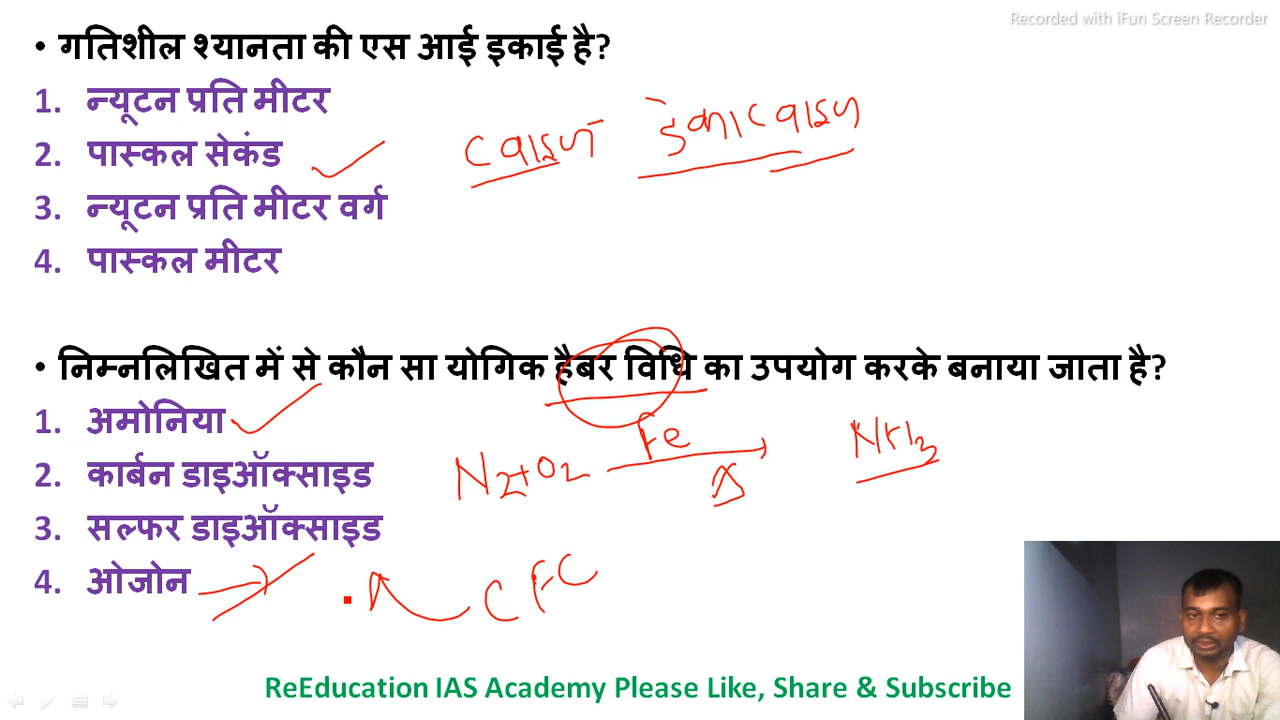 Recorded with iFun Screen Recorder
• गतिशील श्यानता की एस आई इकाई है?
1. न्यूटन प्रति मीटर
2. पास्कल सेकंड
3. न्यूटन प्रति मीटर वर्ग
4. पास्कल मीटर
• निम्नलिखित में से कौन सा योगिक हैबर विधि का उपयोग करके बनाया जाता है?
1. अमोनिया
Fe
2. कार्बन डाइऑक्साइड N2+O2
3. सल्फर डाइऑक्साइड
4. ओजोन CFC
ReEducation IAS Academy Please Like, Share & Subscribe